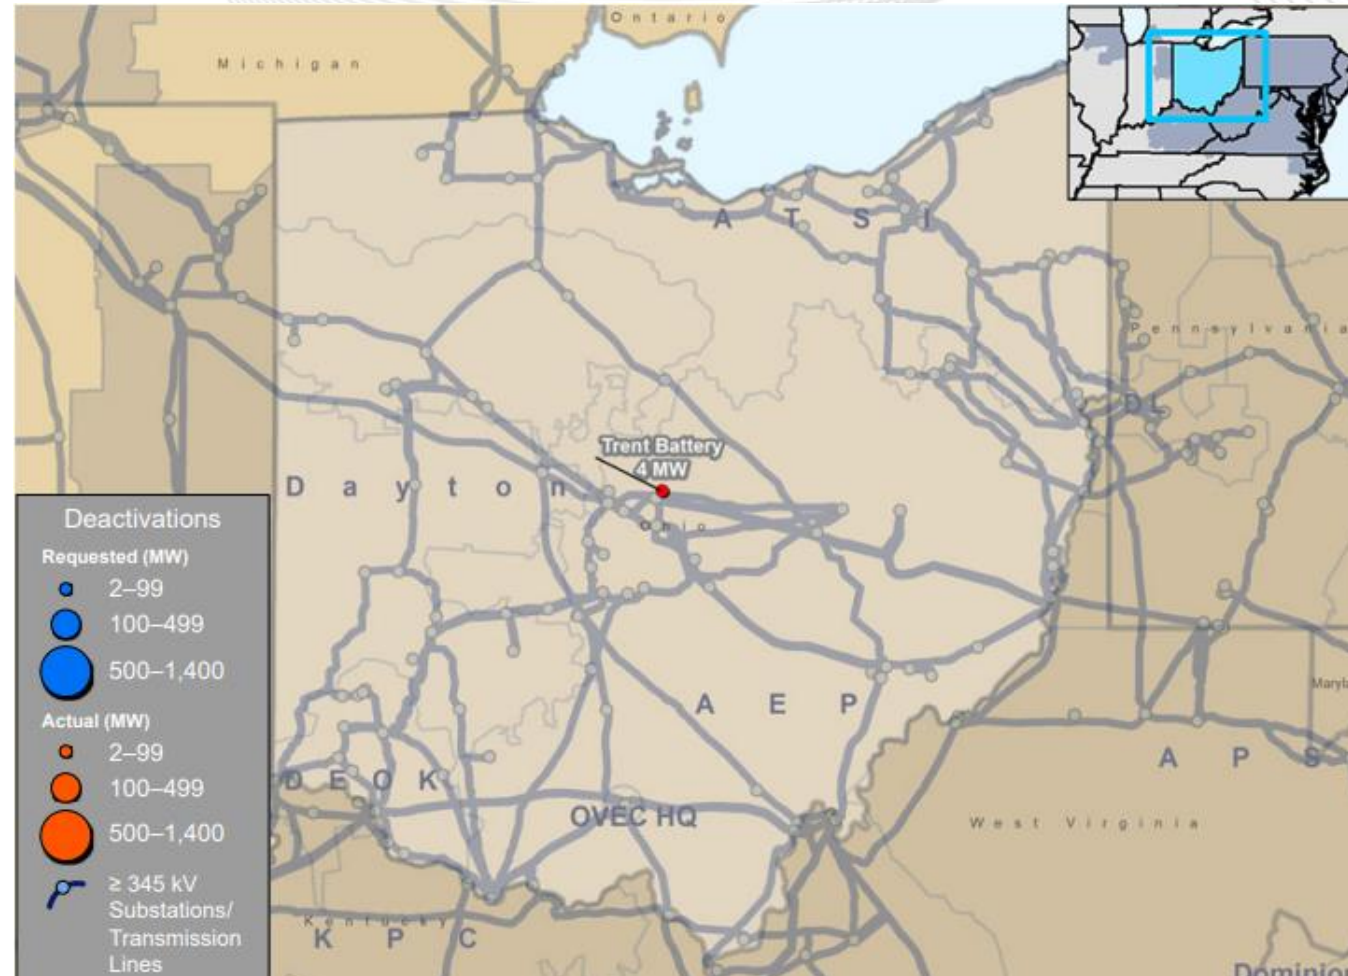 Ontario
Michigan
ATSI
Pennsylvania
DL
Trent Battery
4 MW
Dayton
Ohio
Deactivations
Requested (MW)
2–99
100–499
500–1,400
Actual (MW)
2–99
100–499
500–1,400
≥ 345 kV
Substations/
Transmission
Lines
AEP
Maryla
APS
DEOK
OVEC HQ
West Virginia
Kentucky
KPC
Dominion